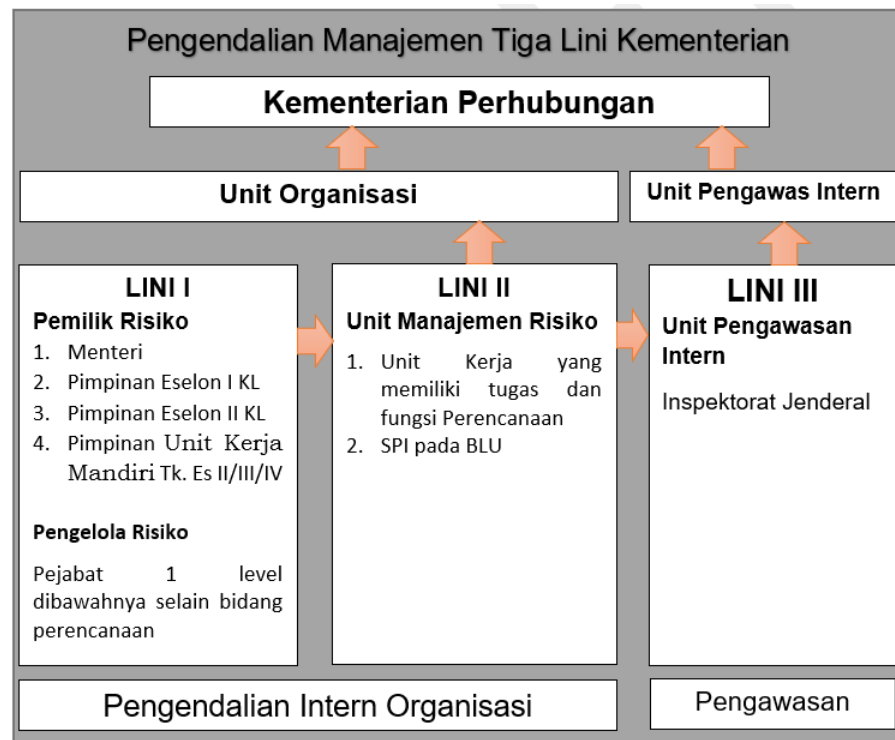 Pengendalian Manajemen Tiga Lini Kementerian
Kementerian Perhubungan
Unit Organisasi
Unit Pengawas Intern
LINI I
Pemilik Risiko
1. Menteri
2. Pimpinan Eselon I KL
3. Pimpinan Eselon II KL
4. Pimpinan Unit Kerja
Mandiri Tk. Es II/III/IV
Pengelola Risiko
Pejabat 1 level
dibawahnya selain bidang
perencanaan
LINI II
Unit Manajemen Risiko
1. Unit Kerja yang
memiliki tugas dan
fungsi Perencanaan
2. SPI pada BLU
LINI III
Unit Pengawasan
Intern
Inspektorat Jenderal
Pengendalian Intern Organisasi
Pengawasan